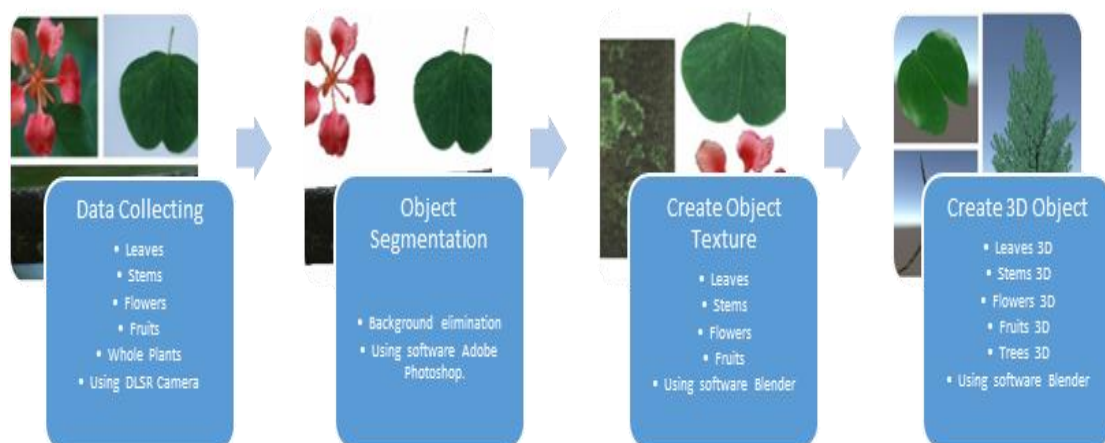 Data Collecting
• Leaves
• Stems
• Flowers
• Fruits
• Whole Plants
• Using DLSR Camera
Object
Segmentation
• Background elimination
• Using software Adobe
Photoshop.
Create Object
Texture
• Leaves
• Stems
• Flowers
• Fruits
• Using software Blender
Create 3D Object
• Leaves 3D
• Stems 3D
• Flowers 3D
• Fruits 3D
• Trees 3D
• Using software Blender